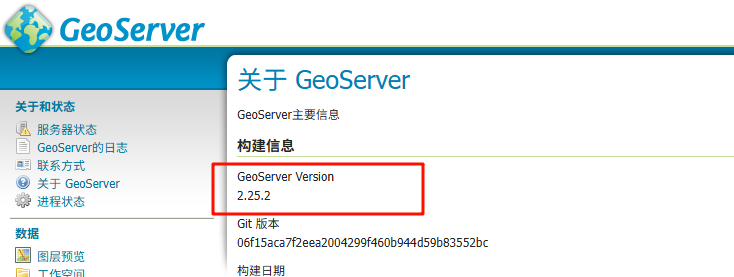 GeoServer
关于和状态
服务器状态
GeoServer的日志
联系方式
关于 GeoServer
进程状态
数据
图层预览
工作空间
关于 GeoServer
GeoServer主要信息
构建信息
GeoServer Version
2.25.2
Git 版本
06f15aca7f2eea2004299f460b944d59b83552bc
构建日期